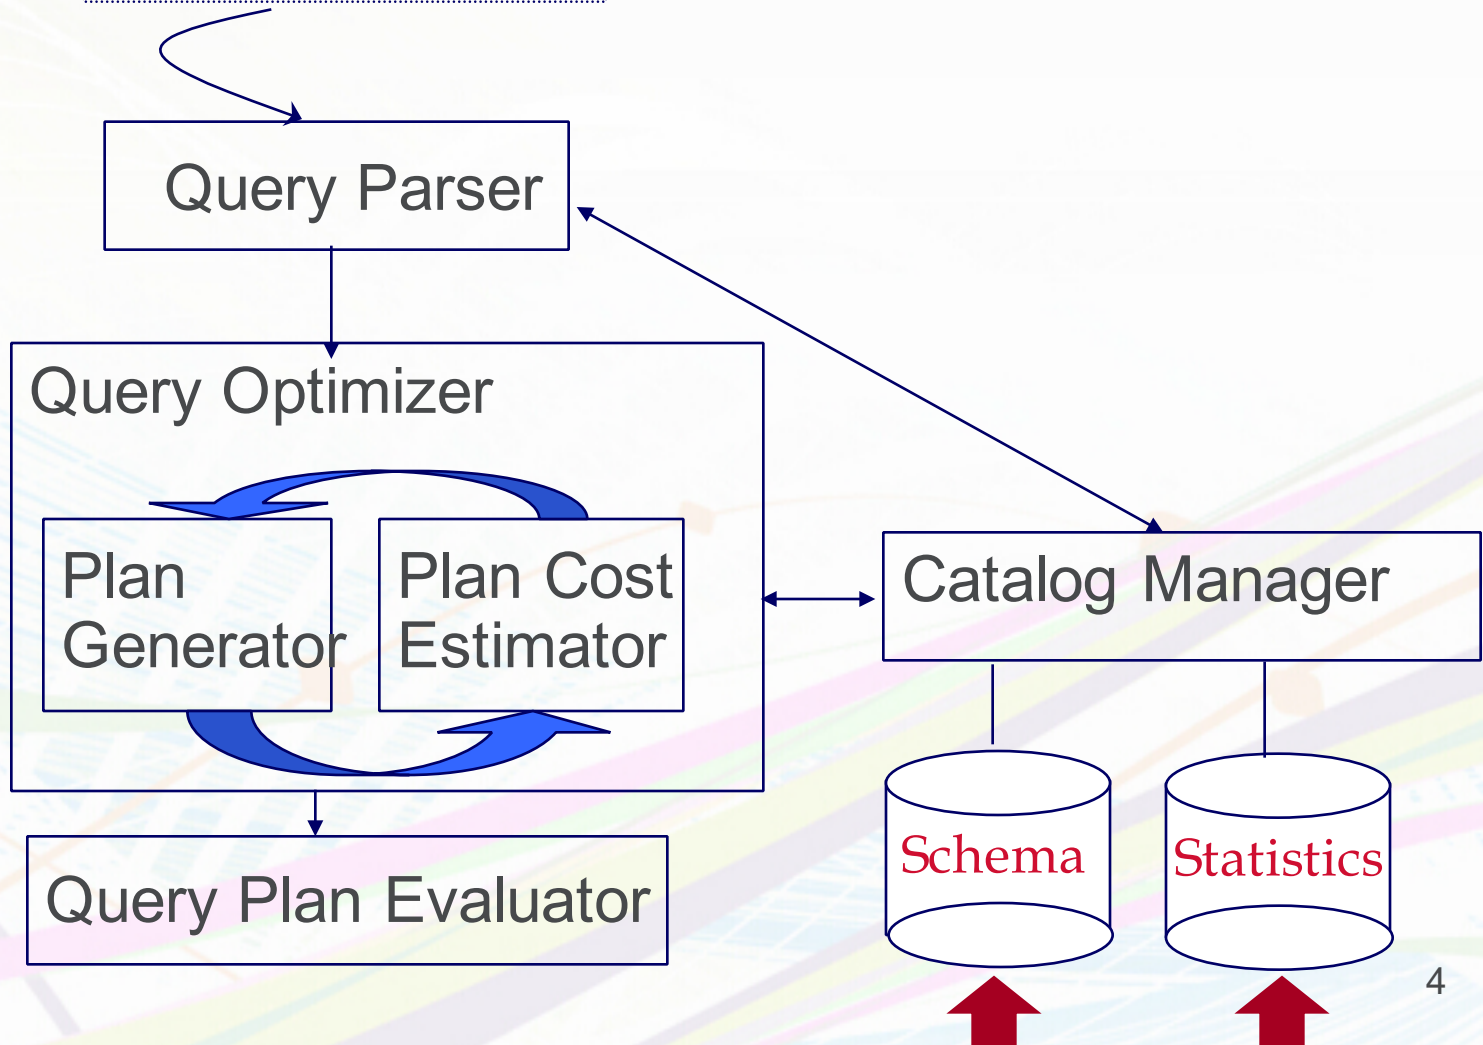 Query Parser
Query Optimizer
Plan
Generator
Plan Cost
Estimator
Catalog Manager
Schema
Statistics
Query Plan Evaluator
4